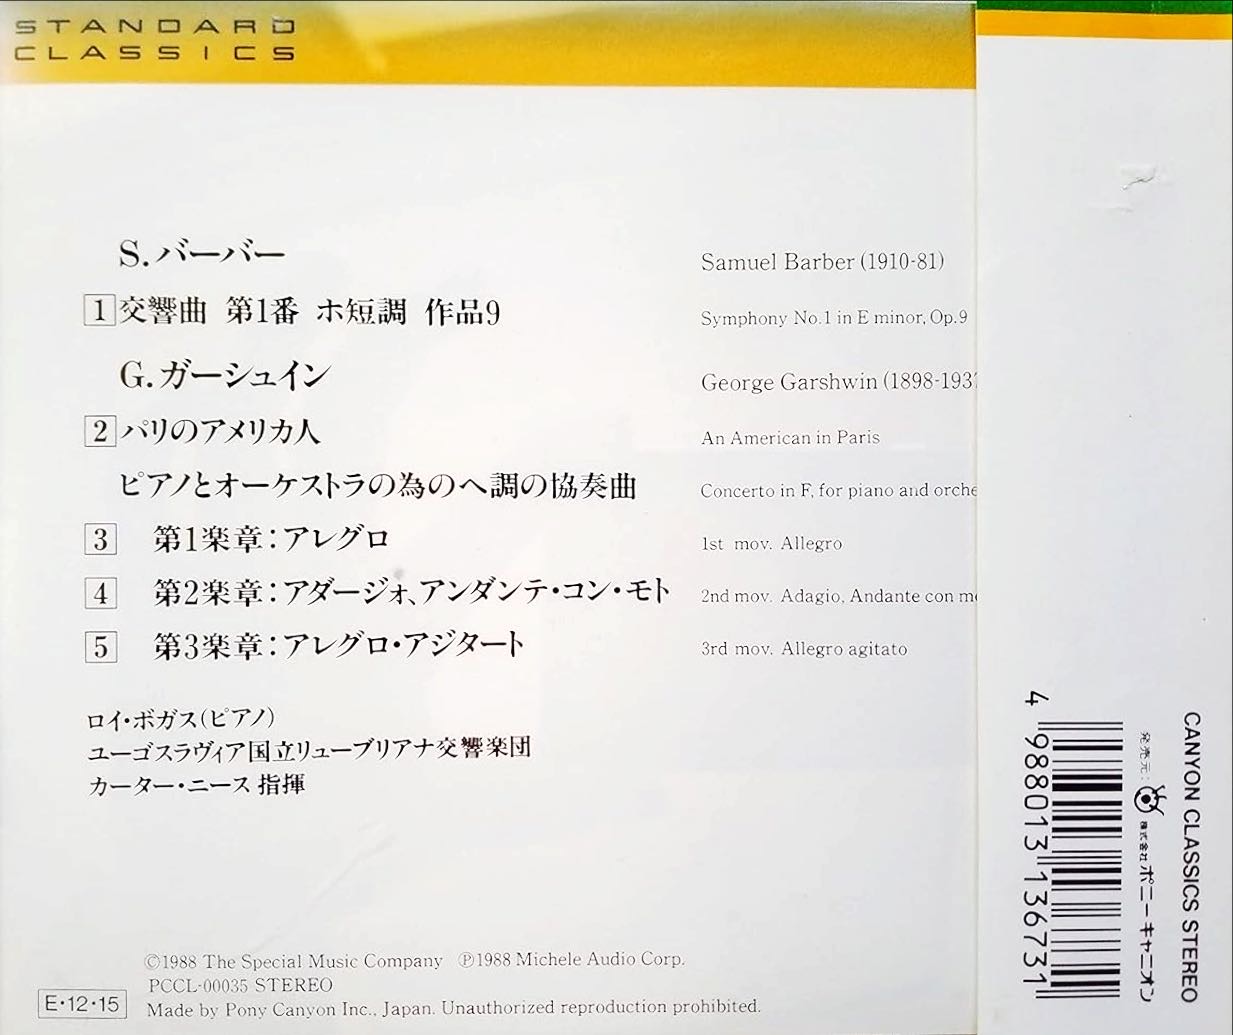 STANDARD
CLASSICS
S.バーバー
Samuel Barber (1910-81)
1 交響曲 第1番 ホ短調 作品9
Symphony No.1 in E minor, Op.9
G.ガーシュイン
George Garshwin (1898-193
2 パリのアメリカ人
An American in Paris
ピアノとオーケストラの為のヘ調の協奏曲
Concerto in F, for piano and orche
3 第1楽章：アレグロ
1st mov. Allegro
4 第2楽章：アダージォ、アンダンテ・コン・モト
2nd mov. Adagio, Andante con m
5 第3楽章：アレグロ・アジタート
3rd mov. Allegro agitato
ロイ・ボガス（ピアノ）
ユーゴスラヴィア国立リューブリアナ交響楽団
カーター・ニース 指揮
©1988 The Special Music Company ℗1988 Michele Audio Corp.
PCCL-00035 STEREO
E・12・15
Made by Pony Canyon Inc., Japan. Unauthorized reproduction prohibited.
CANYON CLASSICS STEREO
発売元：株式会社ポニーキャニオン
4 988013 136731